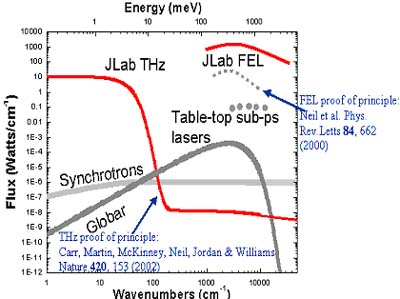 Energy (meV)
1 10 100 1000
10000
1000
100
10
1
0.1
0.01
1E-3
1E-4
1E-5
1E-6
1E-7
1E-8
1E-9
1E-10
1E-11
1E-12
Flux (Watts/cm⁻¹)
JLab THz
JLab FEL
Table-top sub-ps
lasers
Synchrotrons
Globar
FEL proof of principle:
Neil et al. Phys.
Rev. Letts 84, 662
(2000)
THz proof of principle:
Carr, Martin, McKinney, Neil, Jordan & Williams
Nature 420, 153 (2002)
1 10 100 1000 10000
Wavenumbers (cm⁻¹)